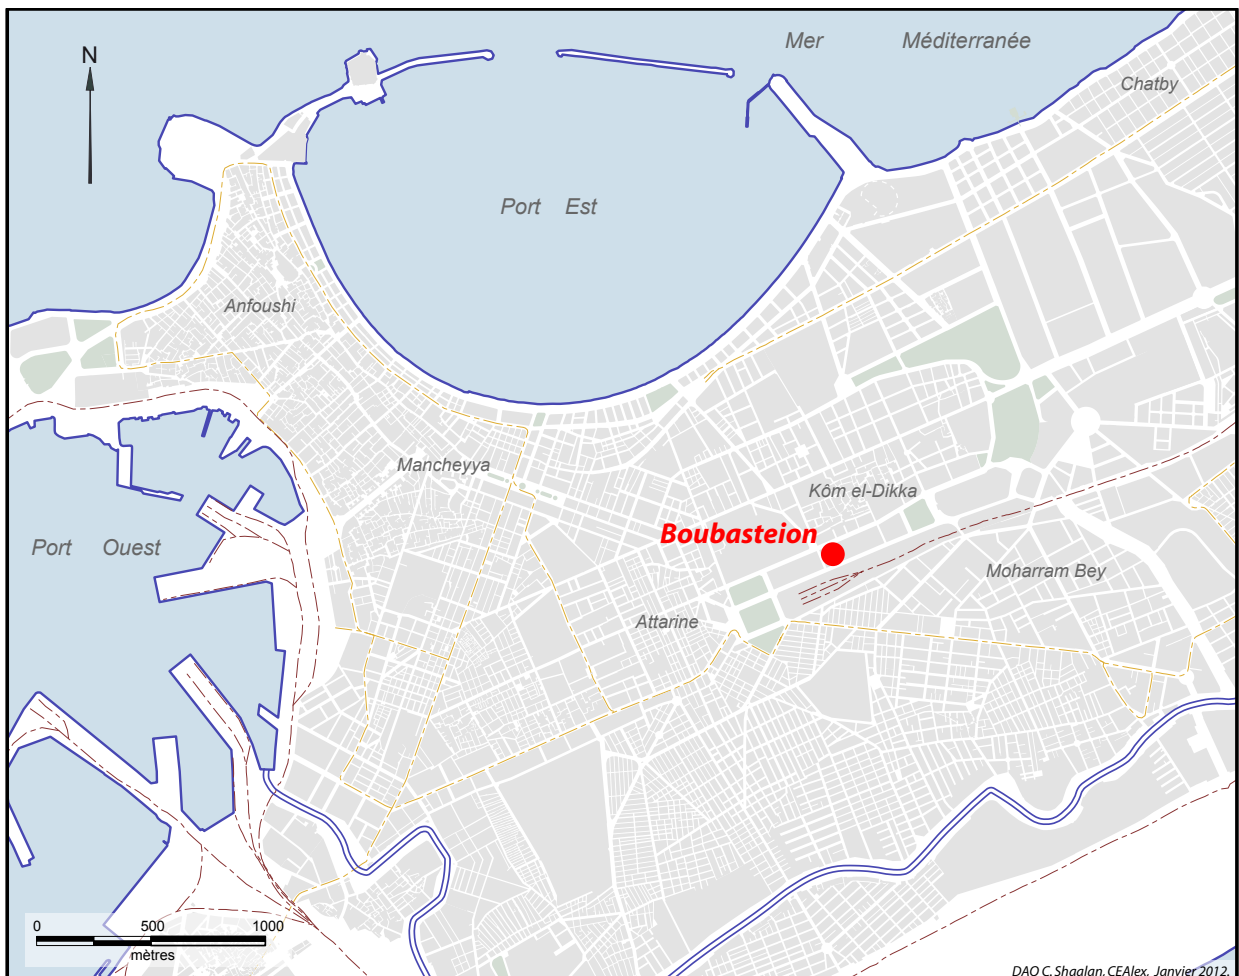 Mer Méditerranée
N
Chatby
Port Est
Anfoushi
Mancheyya
Kôm el-Dikka
Boubasteion
Port Ouest
Moharram Bey
Attarine
0 500 1000
mètres
DAO C. Shaalan, CEAlex, Janvier 2012.